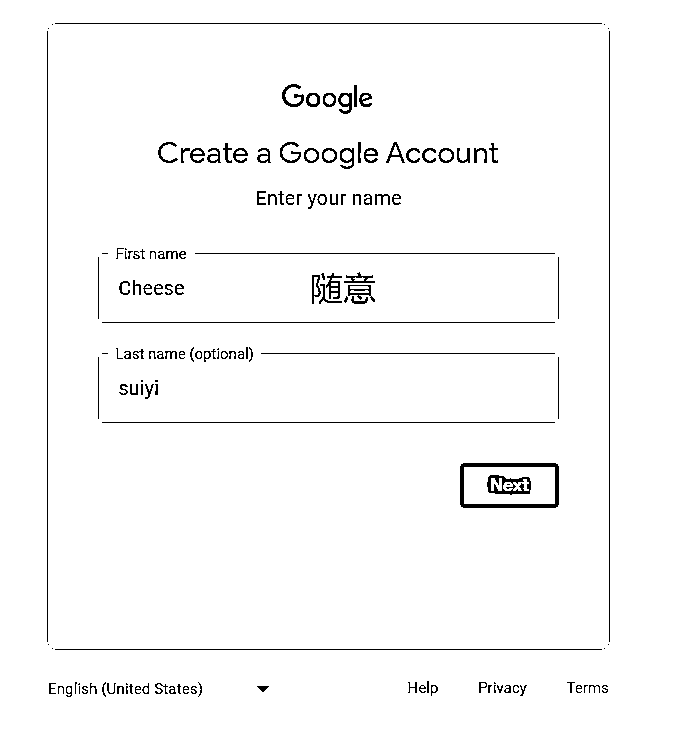 Google
Create a Google Account
Enter your name
First name
Cheese 随意
Last name (optional)
suiyi
Next
English (United States) Help Privacy Terms